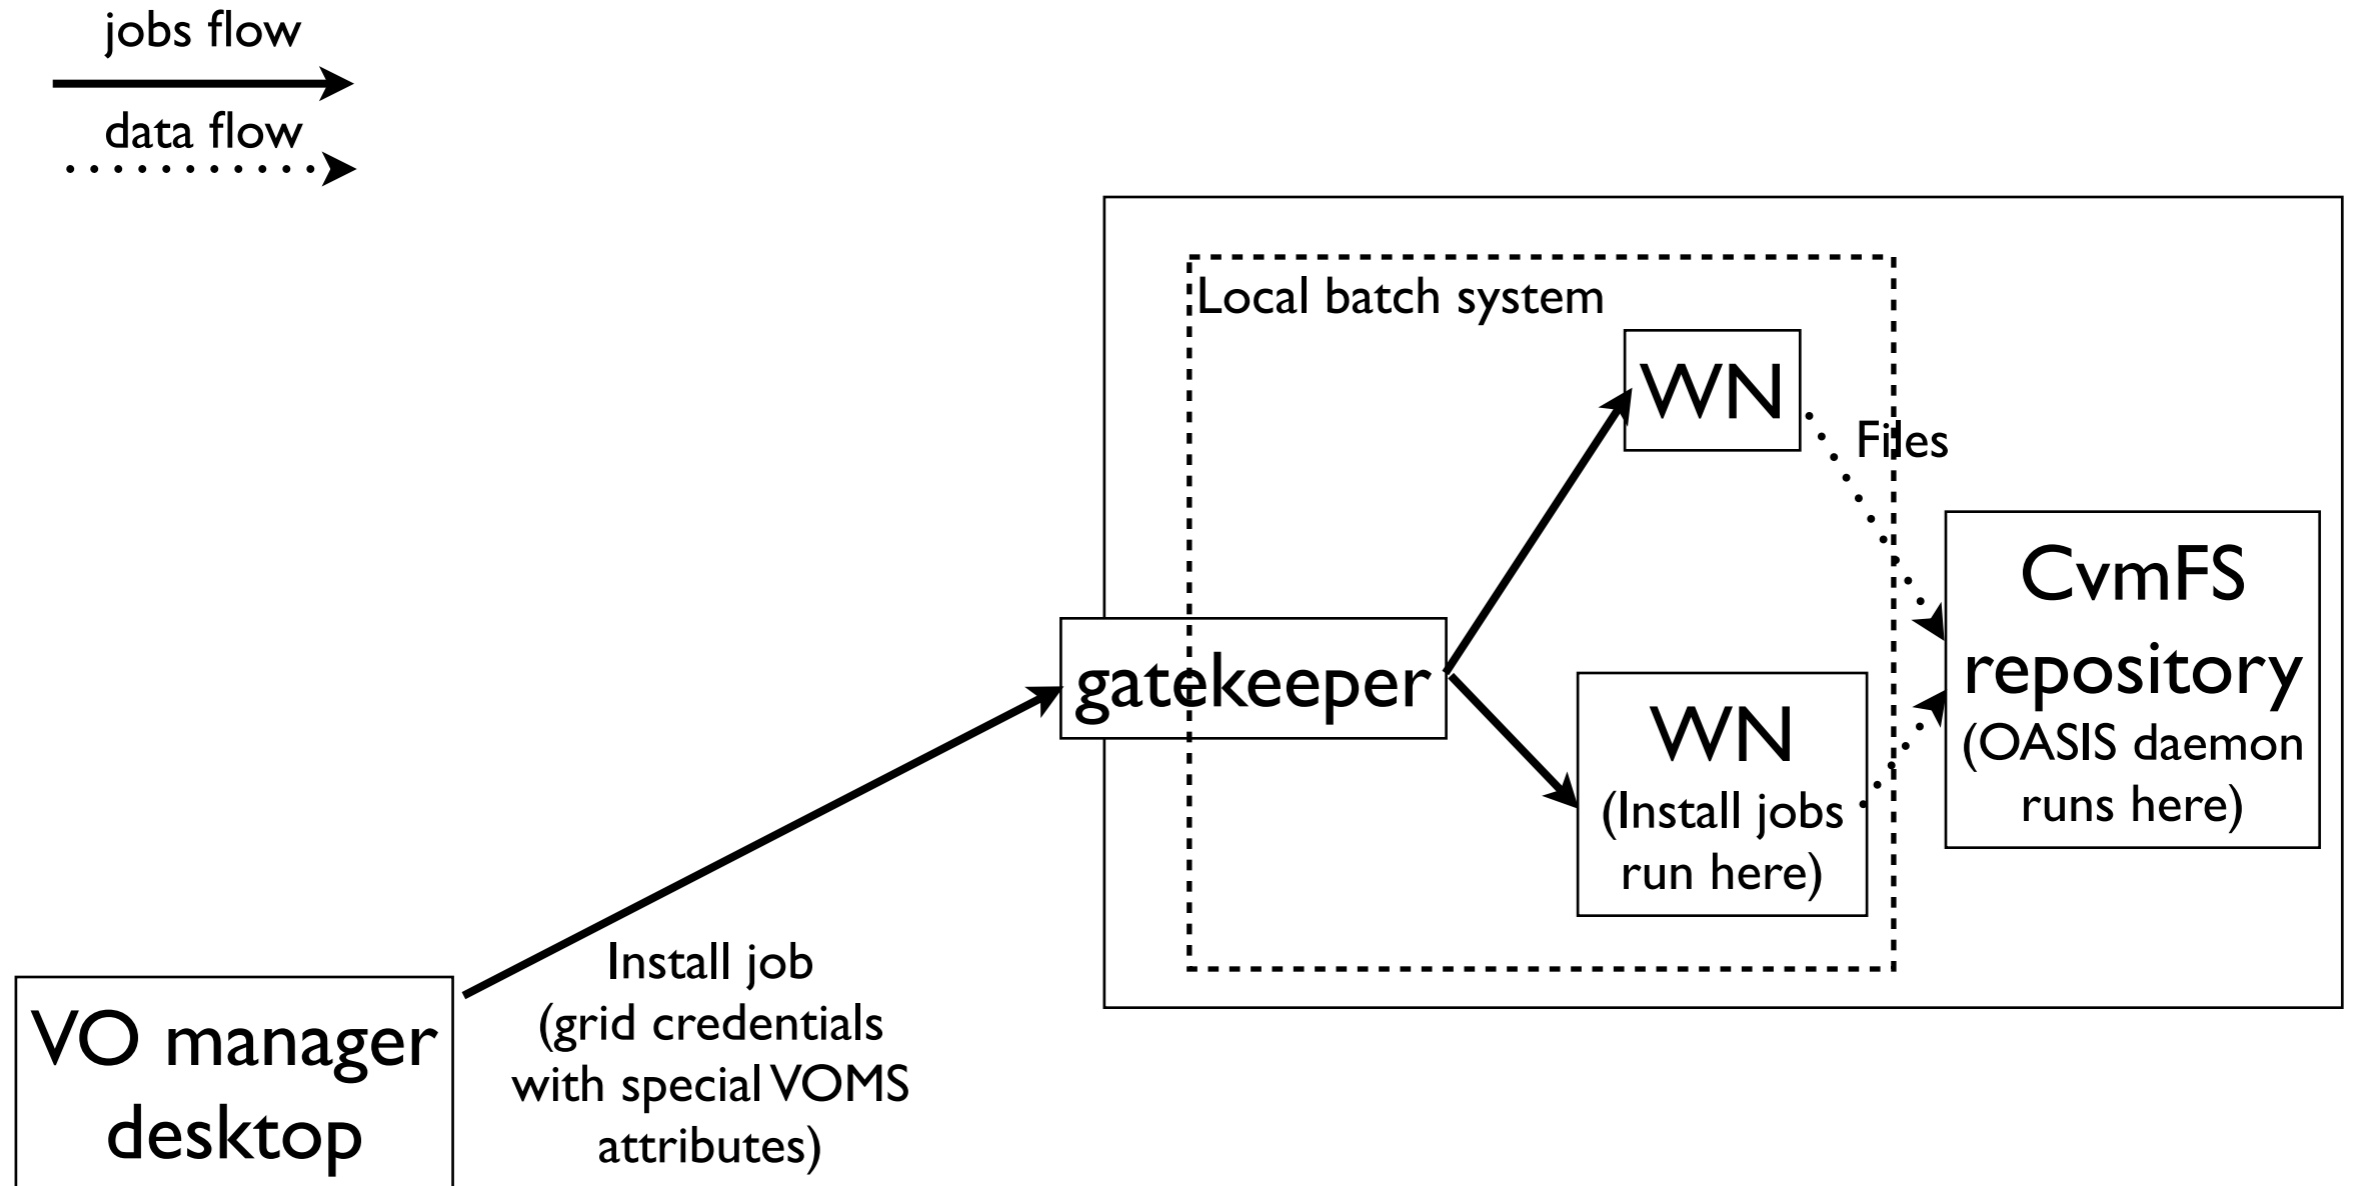 jobs flow
data flow
Local batch system
WN
Files
CvmFS
repository
(OASIS daemon
runs here)
gatekeeper
WN
(Install jobs
run here)
Install job
(grid credentials
with special VOMS
attributes)
VO manager
desktop